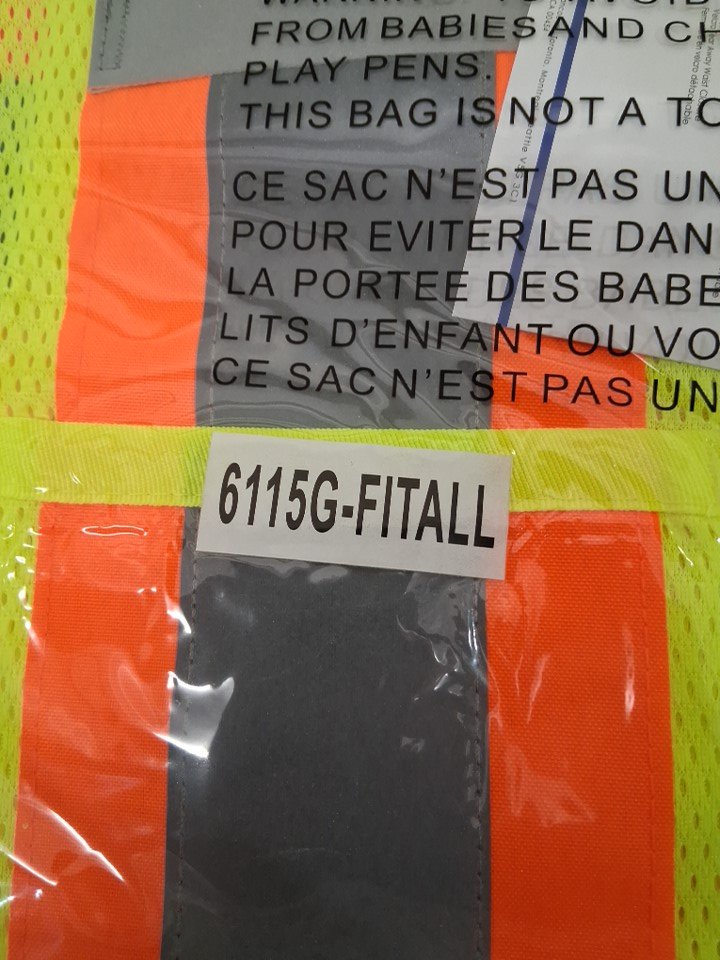 FROM BABIES AND
PLAY PENS.
THIS BAG IS NOT A
CE SAC N'EST PAS UN
POUR EVITER LE DAN
LA PORTEE DES BABE
LITS D'ENFANT OU VO
CE SAC N'EST PAS UN
6115G-FITALL